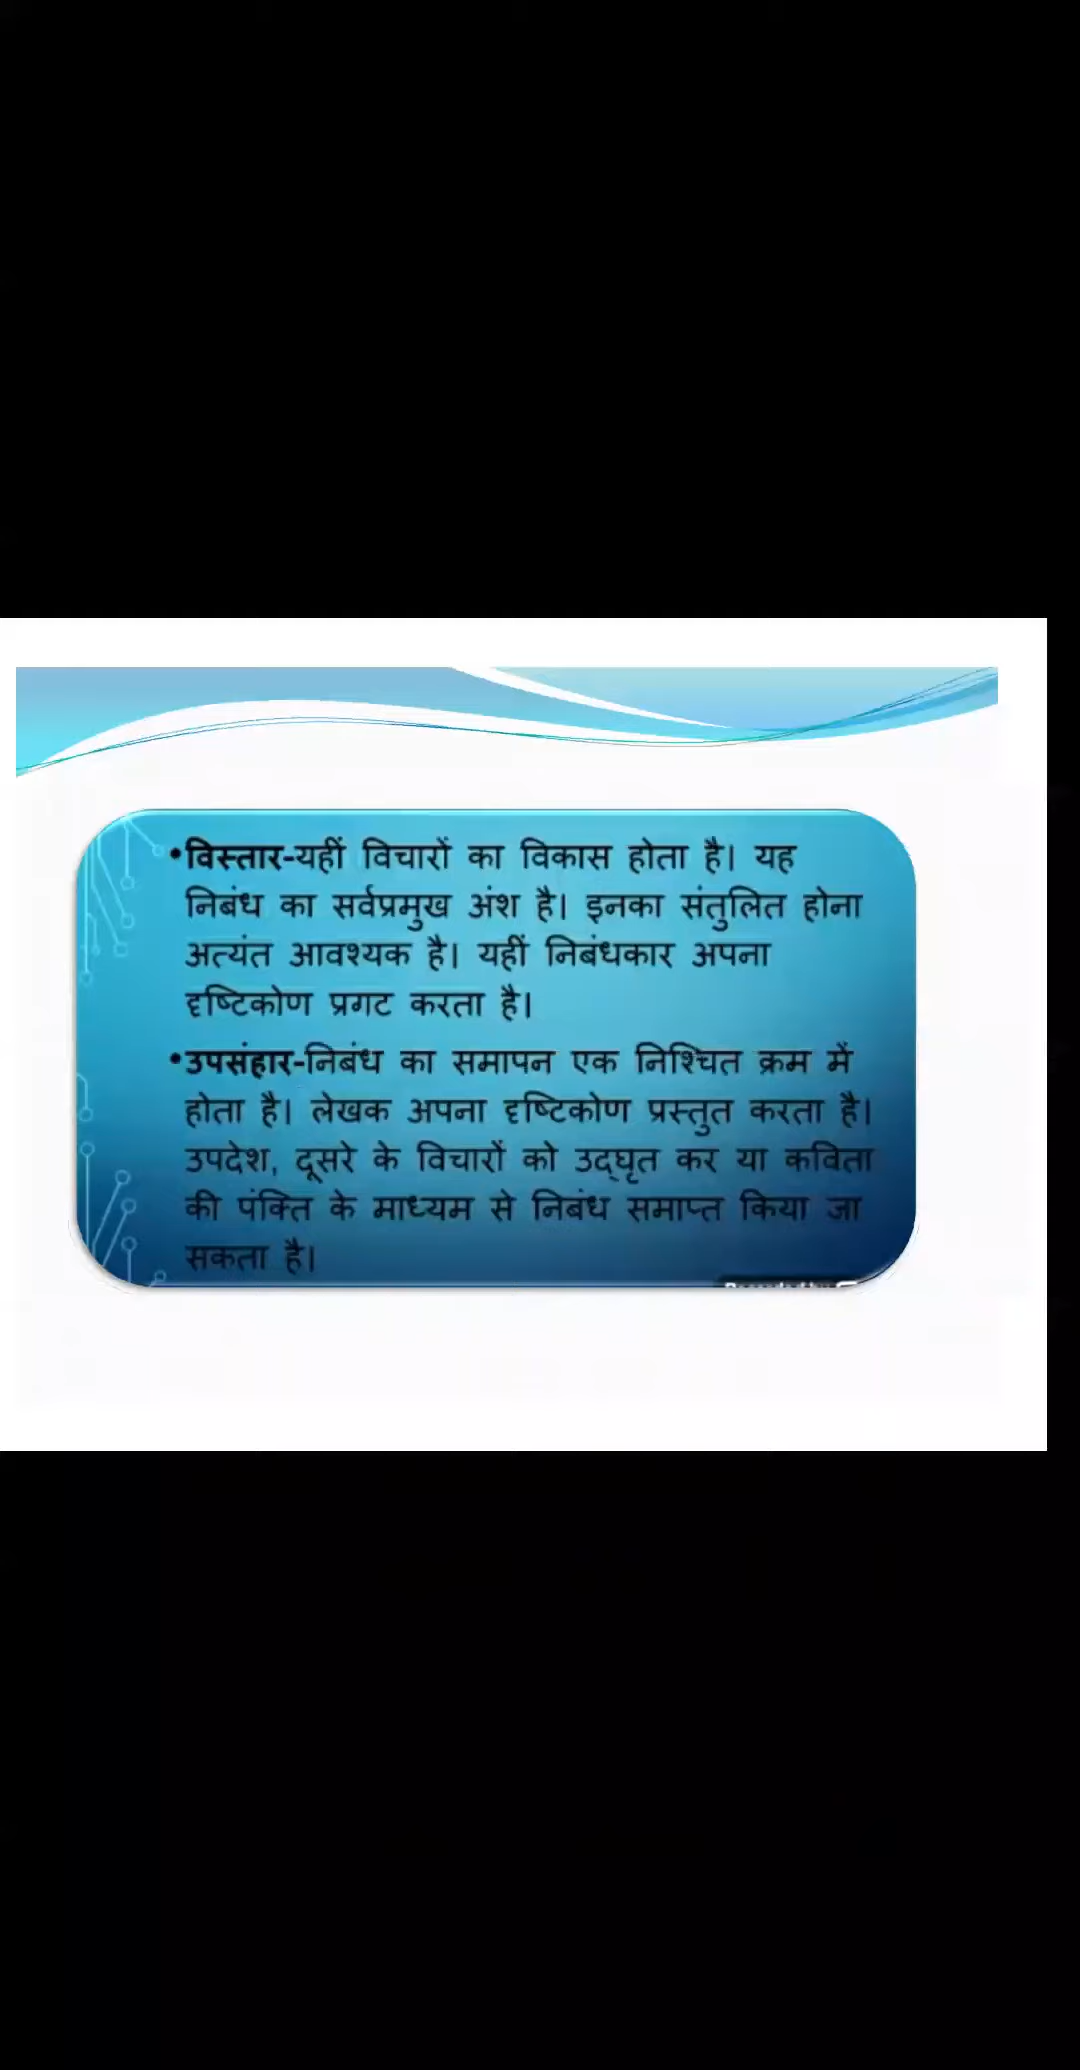 •विस्तार-यहीं विचारों का विकास होता है। यह
निबंध का सर्वप्रमुख अंश है। इनका संतुलित होना
अत्यंत आवश्यक है। यहीं निबंधकार अपना
दृष्टिकोण प्रगट करता है।
•उपसंहार-निबंध का समापन एक निश्चित क्रम में
होता है। लेखक अपना दृष्टिकोण प्रस्तुत करता है।
उपदेश, दूसरे के विचारों को उद्घृत कर या कविता
की पंक्ति के माध्यम से निबंध समाप्त किया जा
सकता है।